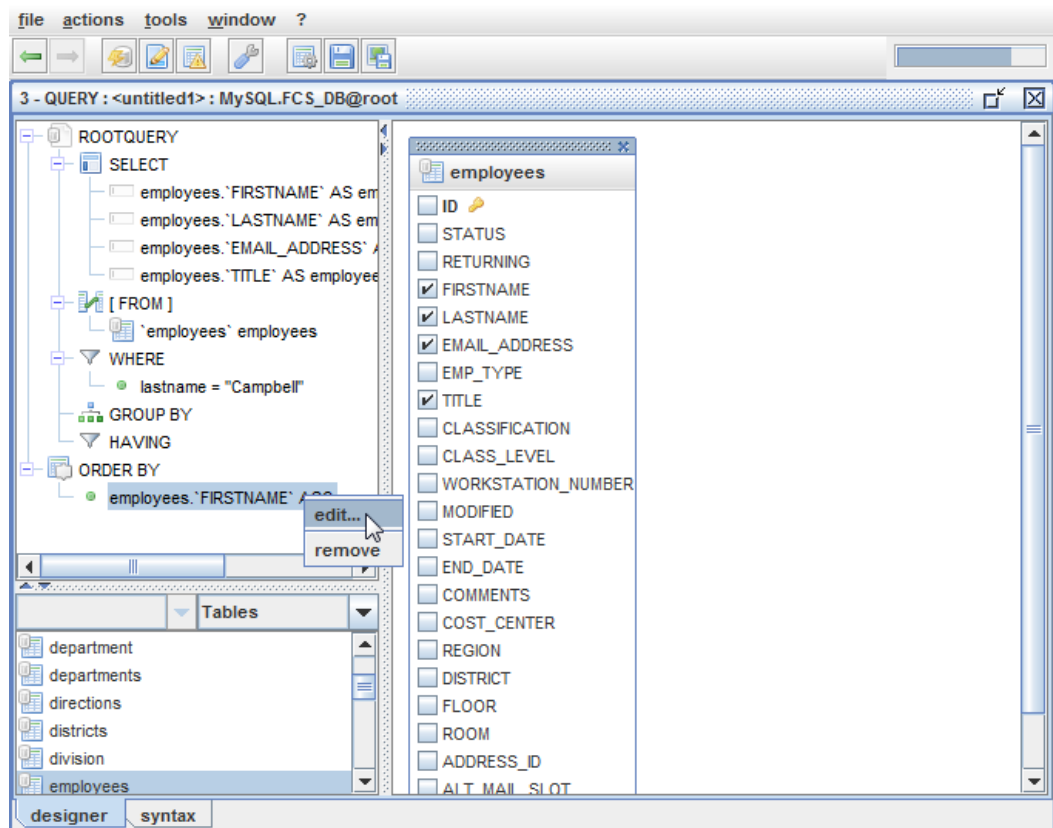 file actions tools window ?
3 - QUERY : <untitled1> : MySQL.FCS_DB@root
ROOTQUERY
SELECT
employees.`FIRSTNAME` AS em
employees.`LASTNAME` AS em
employees.`EMAIL_ADDRESS` A
employees.`TITLE` AS employee
[ FROM ]
`employees` employees
WHERE
lastname = "Campbell"
GROUP BY
HAVING
ORDER BY
employees.`FIRSTNAME` ASC
edit...
remove
Tables
department
departments
directions
districts
division
employees
employees
ID
STATUS
RETURNING
FIRSTNAME
LASTNAME
EMAIL_ADDRESS
EMP_TYPE
TITLE
CLASSIFICATION
CLASS_LEVEL
WORKSTATION_NUMBER
MODIFIED
START_DATE
END_DATE
COMMENTS
COST_CENTER
REGION
DISTRICT
FLOOR
ROOM
ADDRESS_ID
ALT_MAIL_SLOT
designer syntax